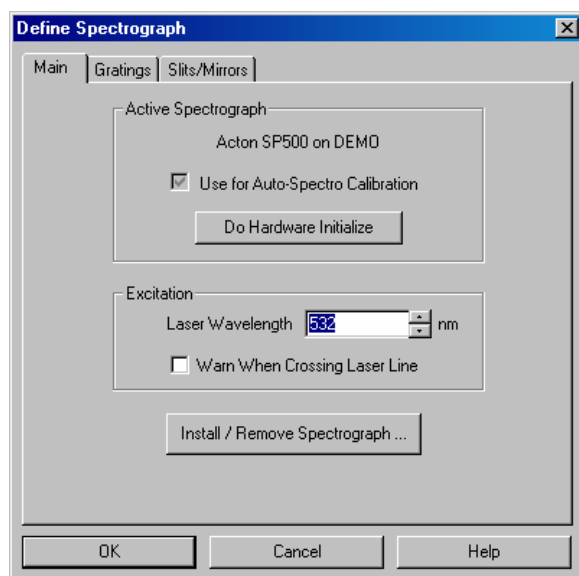 Define Spectrograph
Main Gratings Slits/Mirrors
Active Spectrograph
Acton SP500 on DEMO
Use for Auto-Spectro Calibration
Do Hardware Initialize
Excitation
Laser Wavelength 532 nm
Warn When Crossing Laser Line
Install / Remove Spectrograph ...
OK Cancel Help